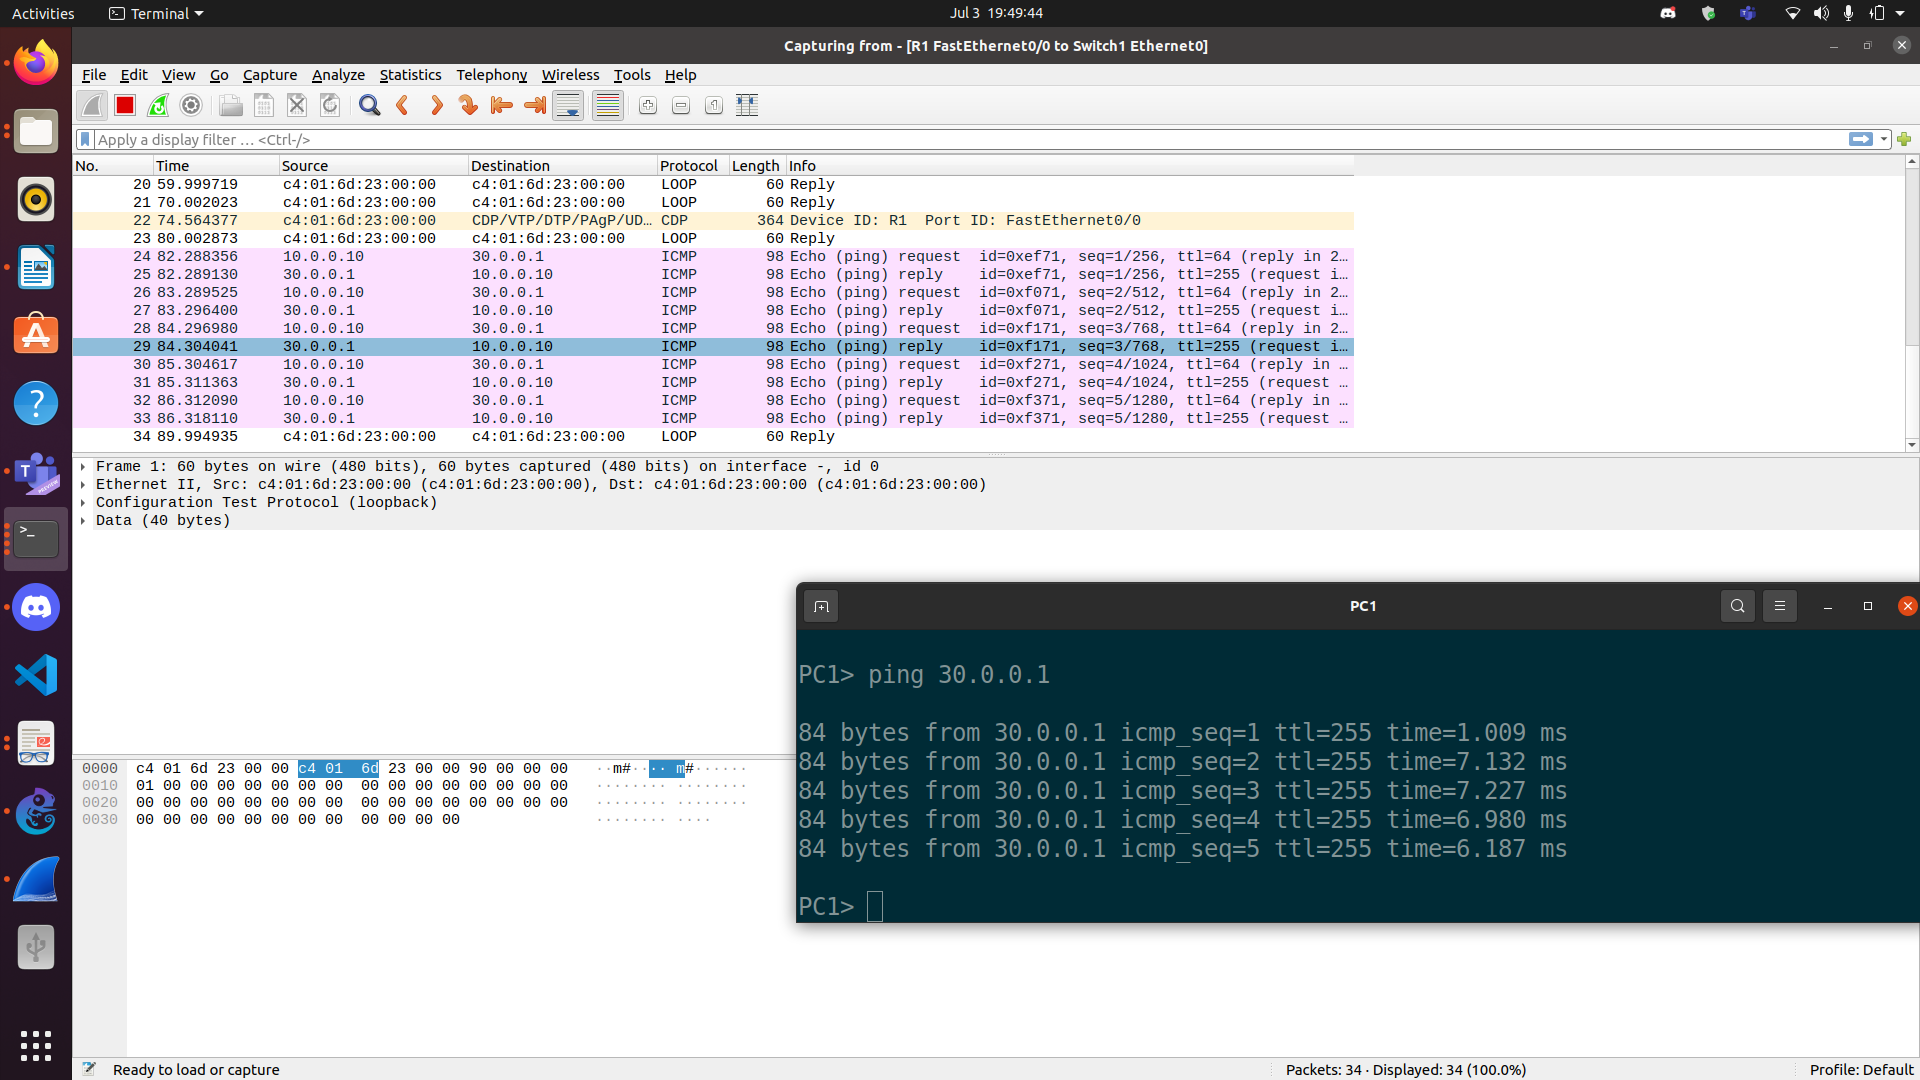 Activities Terminal Jul 3 19:49:44
Capturing from - [R1 FastEthernet0/0 to Switch1 Ethernet0]
File Edit View Go Capture Analyze Statistics Telephony Wireless Tools Help
Apply a display filter … <Ctrl-/>
No. Time Source Destination Protocol Length Info
20 59.999719 c4:01:6d:23:00:00 c4:01:6d:23:00:00 LOOP 60 Reply
21 70.002023 c4:01:6d:23:00:00 c4:01:6d:23:00:00 LOOP 60 Reply
22 74.564377 c4:01:6d:23:00:00 CDP/VTP/DTP/PAgP/UD… CDP 364 Device ID: R1 Port ID: FastEthernet0/0
23 80.002873 c4:01:6d:23:00:00 c4:01:6d:23:00:00 LOOP 60 Reply
24 82.288356 10.0.0.10 30.0.0.1 ICMP 98 Echo (ping) request id=0xef71, seq=1/256, ttl=64 (reply in 2…
25 82.289130 30.0.0.1 10.0.0.10 ICMP 98 Echo (ping) reply id=0xef71, seq=1/256, ttl=255 (request i…
26 83.289525 10.0.0.10 30.0.0.1 ICMP 98 Echo (ping) request id=0xf071, seq=2/512, ttl=64 (reply in 2…
27 83.296400 30.0.0.1 10.0.0.10 ICMP 98 Echo (ping) reply id=0xf071, seq=2/512, ttl=255 (request i…
28 84.296980 10.0.0.10 30.0.0.1 ICMP 98 Echo (ping) request id=0xf171, seq=3/768, ttl=64 (reply in 2…
29 84.304041 30.0.0.1 10.0.0.10 ICMP 98 Echo (ping) reply id=0xf171, seq=3/768, ttl=255 (request i…
30 85.304617 10.0.0.10 30.0.0.1 ICMP 98 Echo (ping) request id=0xf271, seq=4/1024, ttl=64 (reply in …
31 85.311363 30.0.0.1 10.0.0.10 ICMP 98 Echo (ping) reply id=0xf271, seq=4/1024, ttl=255 (request …
32 86.312090 10.0.0.10 30.0.0.1 ICMP 98 Echo (ping) request id=0xf371, seq=5/1280, ttl=64 (reply in …
33 86.318110 30.0.0.1 10.0.0.10 ICMP 98 Echo (ping) reply id=0xf371, seq=5/1280, ttl=255 (request …
34 89.994935 c4:01:6d:23:00:00 c4:01:6d:23:00:00 LOOP 60 Reply
Frame 1: 60 bytes on wire (480 bits), 60 bytes captured (480 bits) on interface -, id 0
Ethernet II, Src: c4:01:6d:23:00:00 (c4:01:6d:23:00:00), Dst: c4:01:6d:23:00:00 (c4:01:6d:23:00:00)
Configuration Test Protocol (loopback)
Data (40 bytes)
0000 c4 01 6d 23 00 00 c4 01 6d 23 00 00 90 00 00 00 ··m#···· m#······
0010 01 00 00 00 00 00 00 00 00 00 00 00 00 00 00 00 ········ ········
0020 00 00 00 00 00 00 00 00 00 00 00 00 00 00 00 00 ········ ········
0030 00 00 00 00 00 00 00 00 00 00 00 00 ········ ····
PC1
PC1> ping 30.0.0.1
84 bytes from 30.0.0.1 icmp_seq=1 ttl=255 time=1.009 ms
84 bytes from 30.0.0.1 icmp_seq=2 ttl=255 time=7.132 ms
84 bytes from 30.0.0.1 icmp_seq=3 ttl=255 time=7.227 ms
84 bytes from 30.0.0.1 icmp_seq=4 ttl=255 time=6.980 ms
84 bytes from 30.0.0.1 icmp_seq=5 ttl=255 time=6.187 ms
PC1>
Ready to load or capture Packets: 34 · Displayed: 34 (100.0%) Profile: Default